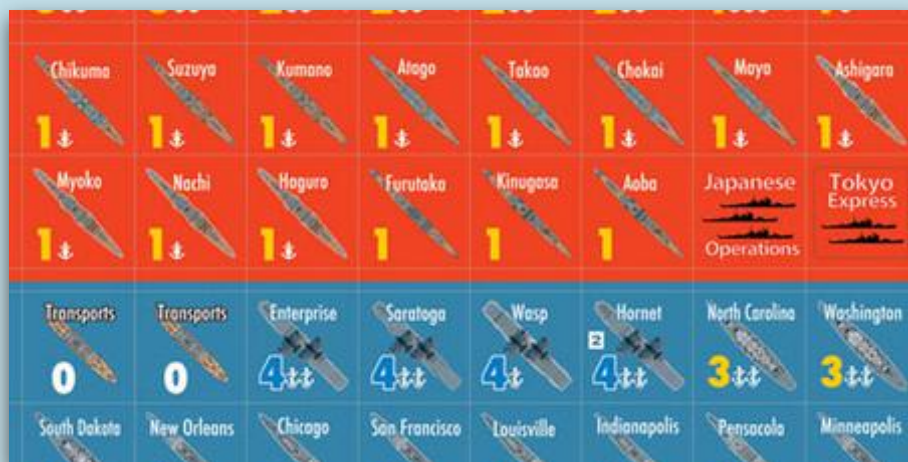 Chikuma Suzuya Kumano Atago Takao Chokai Maya Ashigara
1 1 1 1 1 1 1 1
Myoko Nachi Haguro Furutaka Kinugasa Aoba Japanese Tokyo
Express
1 1 1 1 1 1 Operations
Transports Transports Enterprise Saratoga Wasp Hornet North Carolina Washington
2
0 0 4 4 4 4 3 3
South Dakota New Orleans Chicago San Francisco Louisville Indianapolis Pensacola Minneapolis